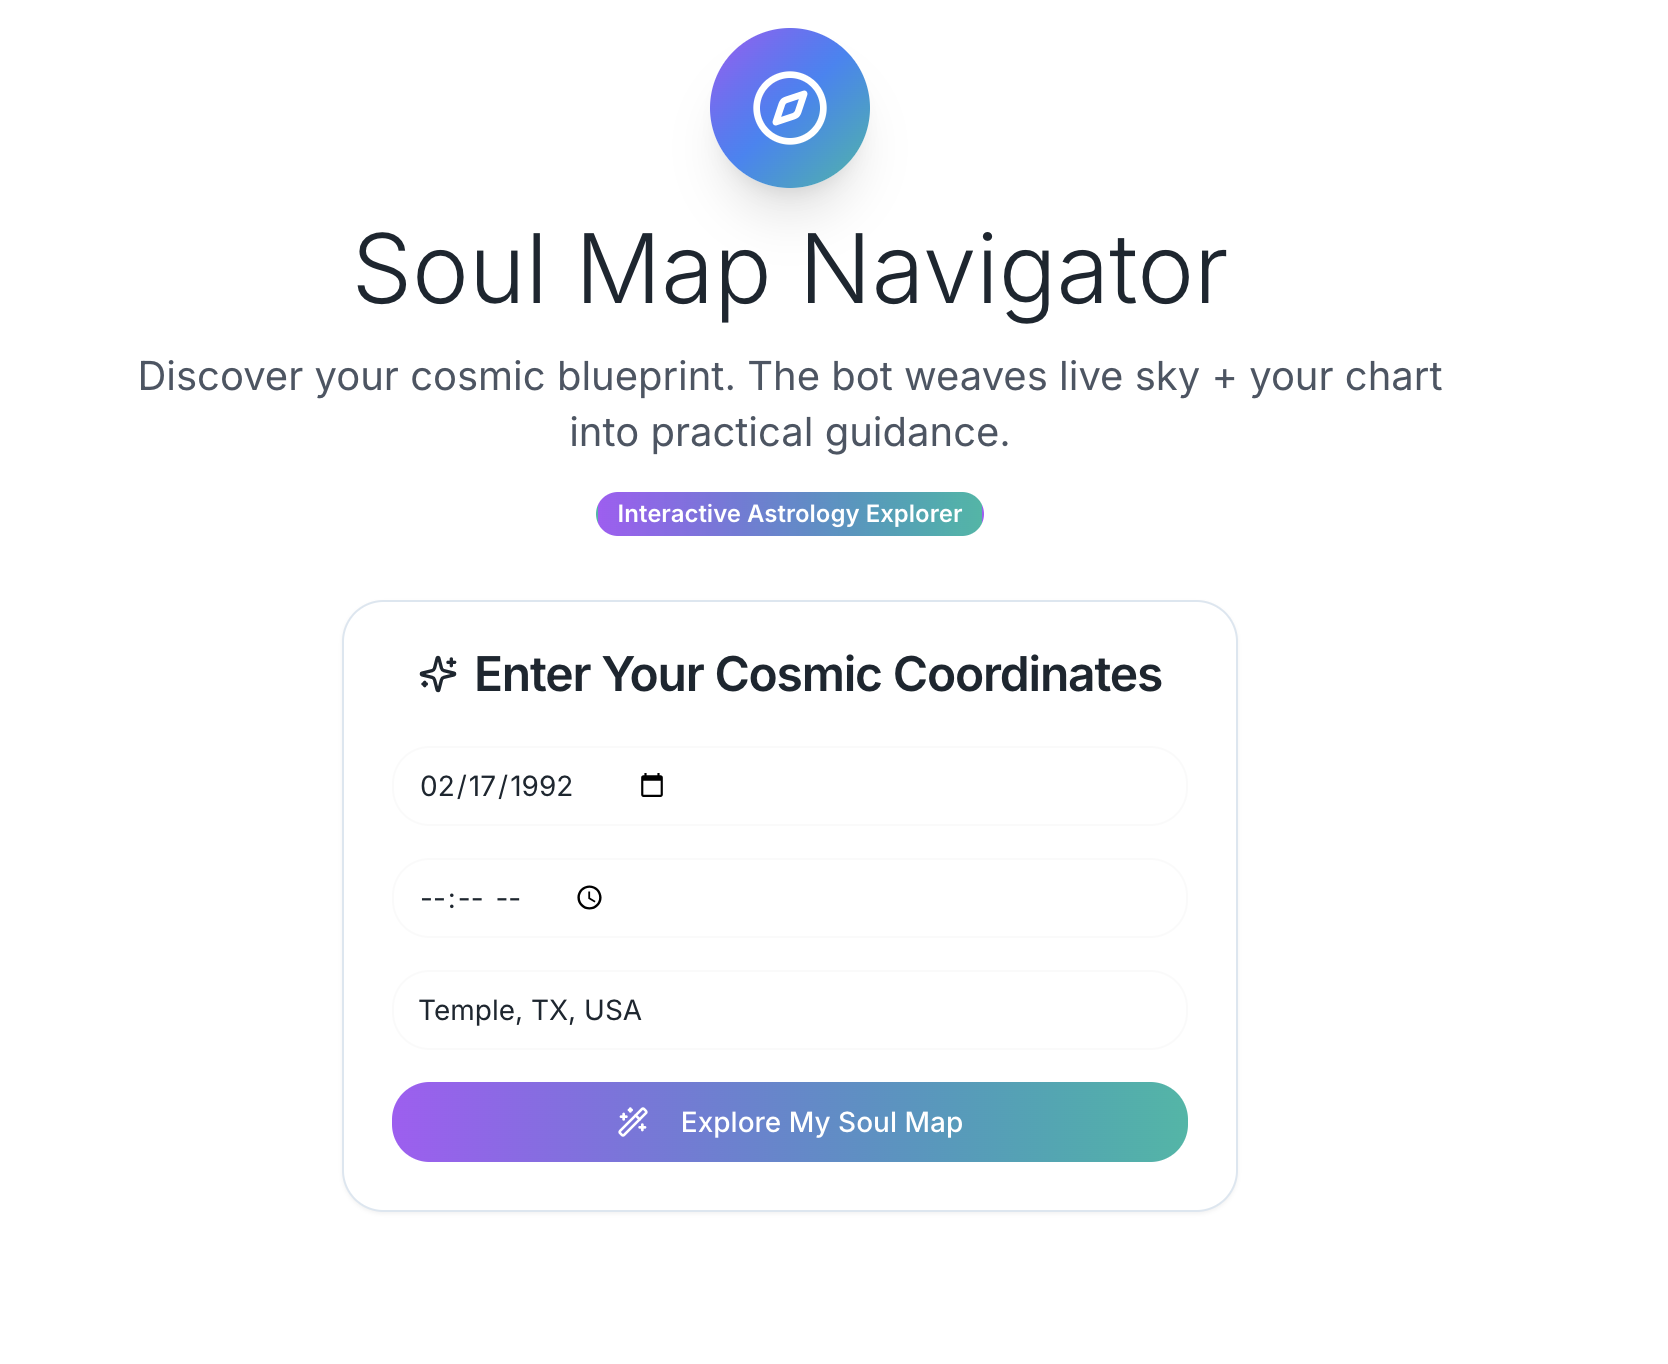 Soul Map Navigator
Discover your cosmic blueprint. The bot weaves live sky + your chart
into practical guidance.
Interactive Astrology Explorer
Enter Your Cosmic Coordinates
02/17/1992
--:-- --
Temple, TX, USA
Explore My Soul Map